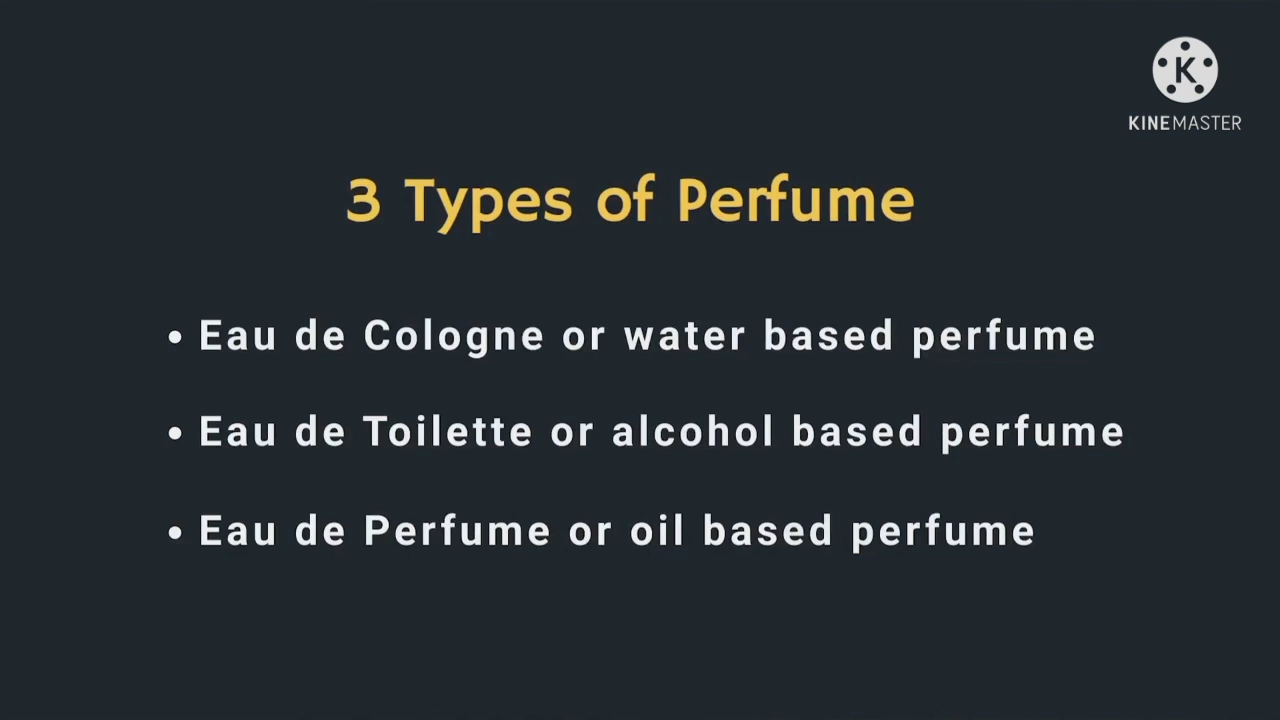 KINEMASTER
3 Types of Perfume
• Eau de Cologne or water based perfume
• Eau de Toilette or alcohol based perfume
• Eau de Perfume or oil based perfume